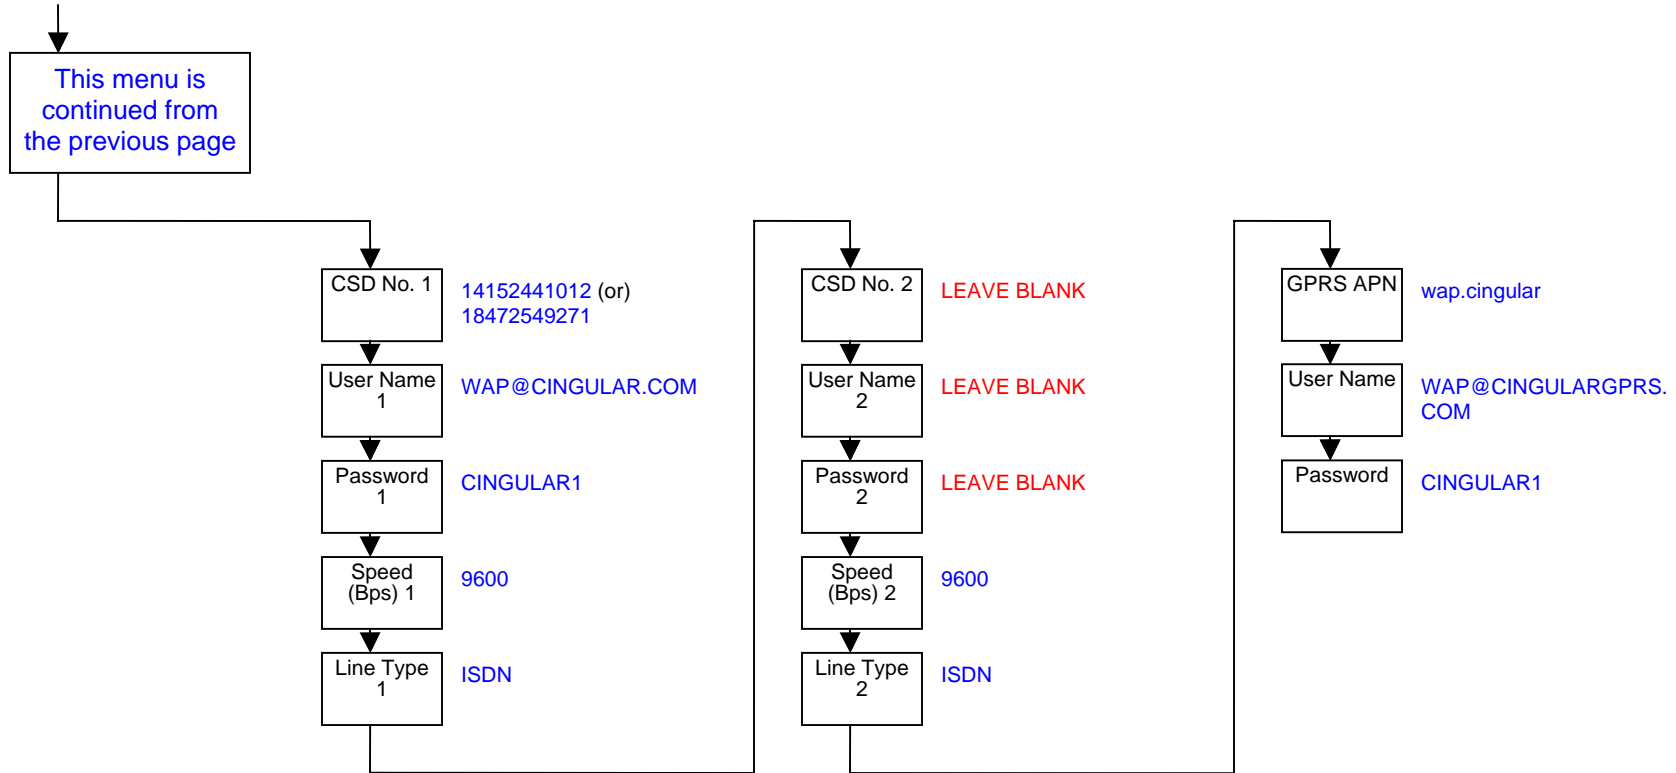 This menu is
continued from
the previous page
CSD No. 1
14152441012 (or)
18472549271
User Name
1
WAP@CINGULAR.COM
Password
1
CINGULAR1
Speed
(Bps) 1
9600
Line Type
1
ISDN
CSD No. 2
LEAVE BLANK
User Name
2
LEAVE BLANK
Password
2
LEAVE BLANK
Speed
(Bps) 2
9600
Line Type
2
ISDN
GPRS APN
wap.cingular
User Name
WAP@CINGULARGPRS.
COM
Password
CINGULAR1